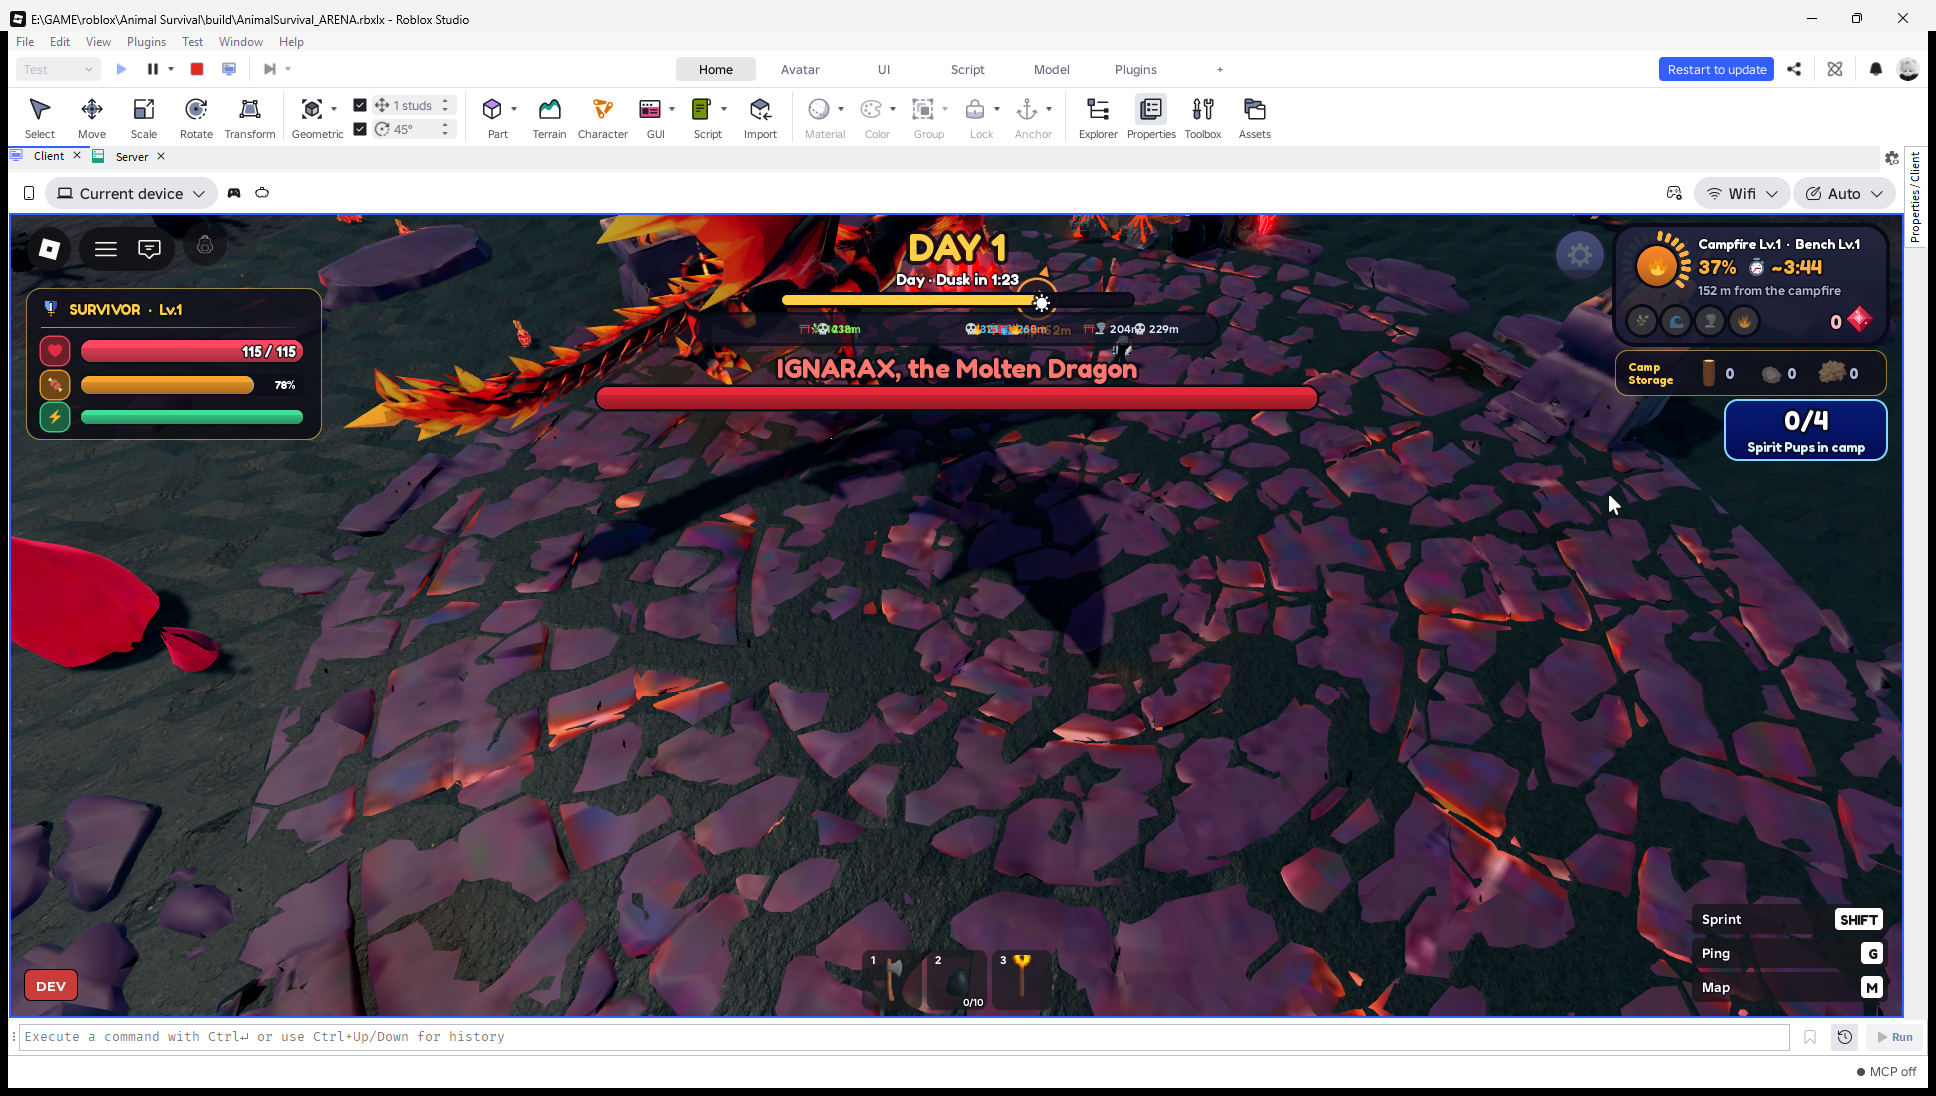 E:\GAME\roblox\Animal Survival\build\AnimalSurvival_ARENA.rbxlx - Roblox Studio
File Edit View Plugins Test Window Help
Test
Home Avatar UI Script Model Plugins +
Restart to update
1 studs
45°
Select Move Scale Rotate Transform Geometric Part Terrain Character GUI Script Import Material Color Group Lock Anchor Explorer Properties Toolbox Assets
Client Server
Properties / Client
Current device
Wifi
Auto
DAY 1
Day · Dusk in 1:23
204m 229m
IGNARAX, the Molten Dragon
SURVIVOR · Lv.1
115 / 115
78%
Campfire Lv.1 · Bench Lv.1
37% ~3:44
152 m from the campfire
0
Camp
Storage
0 0 0
0/4
Spirit Pups in camp
Sprint SHIFT
Ping G
Map M
DEV
1 2 3
0/10
Execute a command with Ctrl↵ or use Ctrl+Up/Down for history
Run
MCP off